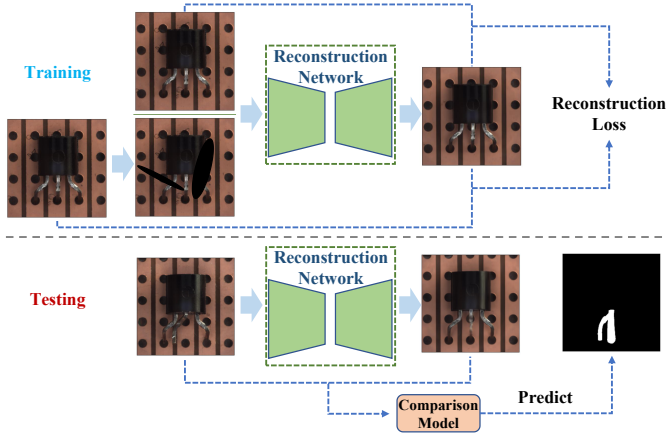 Training
Reconstruction
Network
Reconstruction
Loss
Testing
Reconstruction
Network
Comparison
Model
Predict